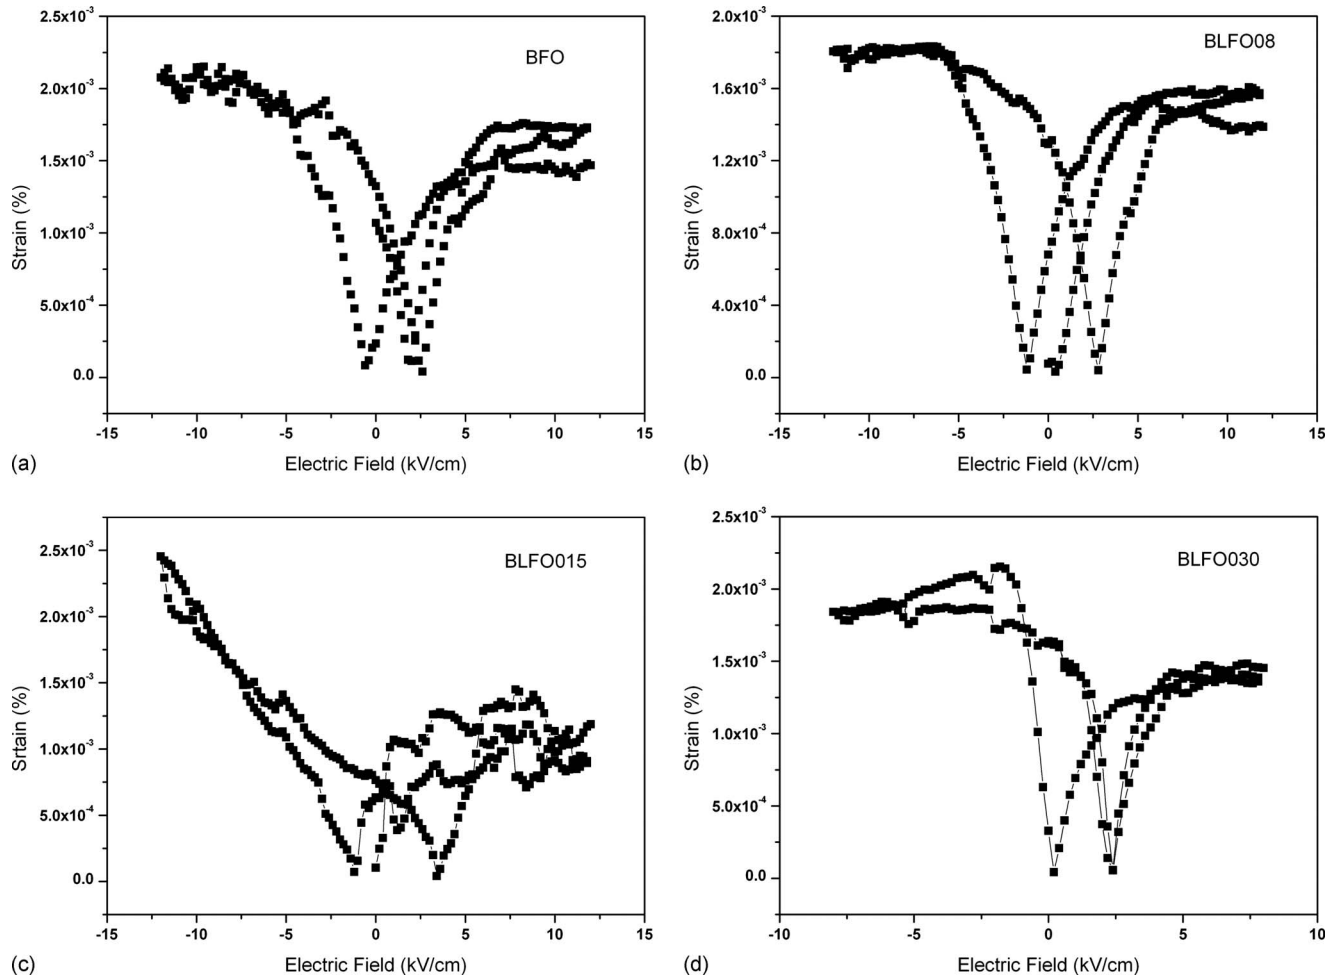 2.5x10⁻³
2.0x10⁻³
1.5x10⁻³
1.0x10⁻³
5.0x10⁻⁴
0.0
Strain (%)
BFO
-15 -10 -5 0 5 10 15
Electric Field (kV/cm)
(a)
2.0x10⁻³
1.6x10⁻³
1.2x10⁻³
8.0x10⁻⁴
4.0x10⁻⁴
0.0
Strain (%)
BLFO08
-15 -10 -5 0 5 10 15
Electric Field (kV/cm)
(b)
2.5x10⁻³
2.0x10⁻³
1.5x10⁻³
1.0x10⁻³
5.0x10⁻⁴
0.0
Srtain (%)
BLFO015
-15 -10 -5 0 5 10 15
Electric Field (kV/cm)
(c)
2.5x10⁻³
2.0x10⁻³
1.5x10⁻³
1.0x10⁻³
5.0x10⁻⁴
0.0
Strain (%)
BLFO030
-10 -5 0 5 10
Electric Field (kV/cm)
(d)